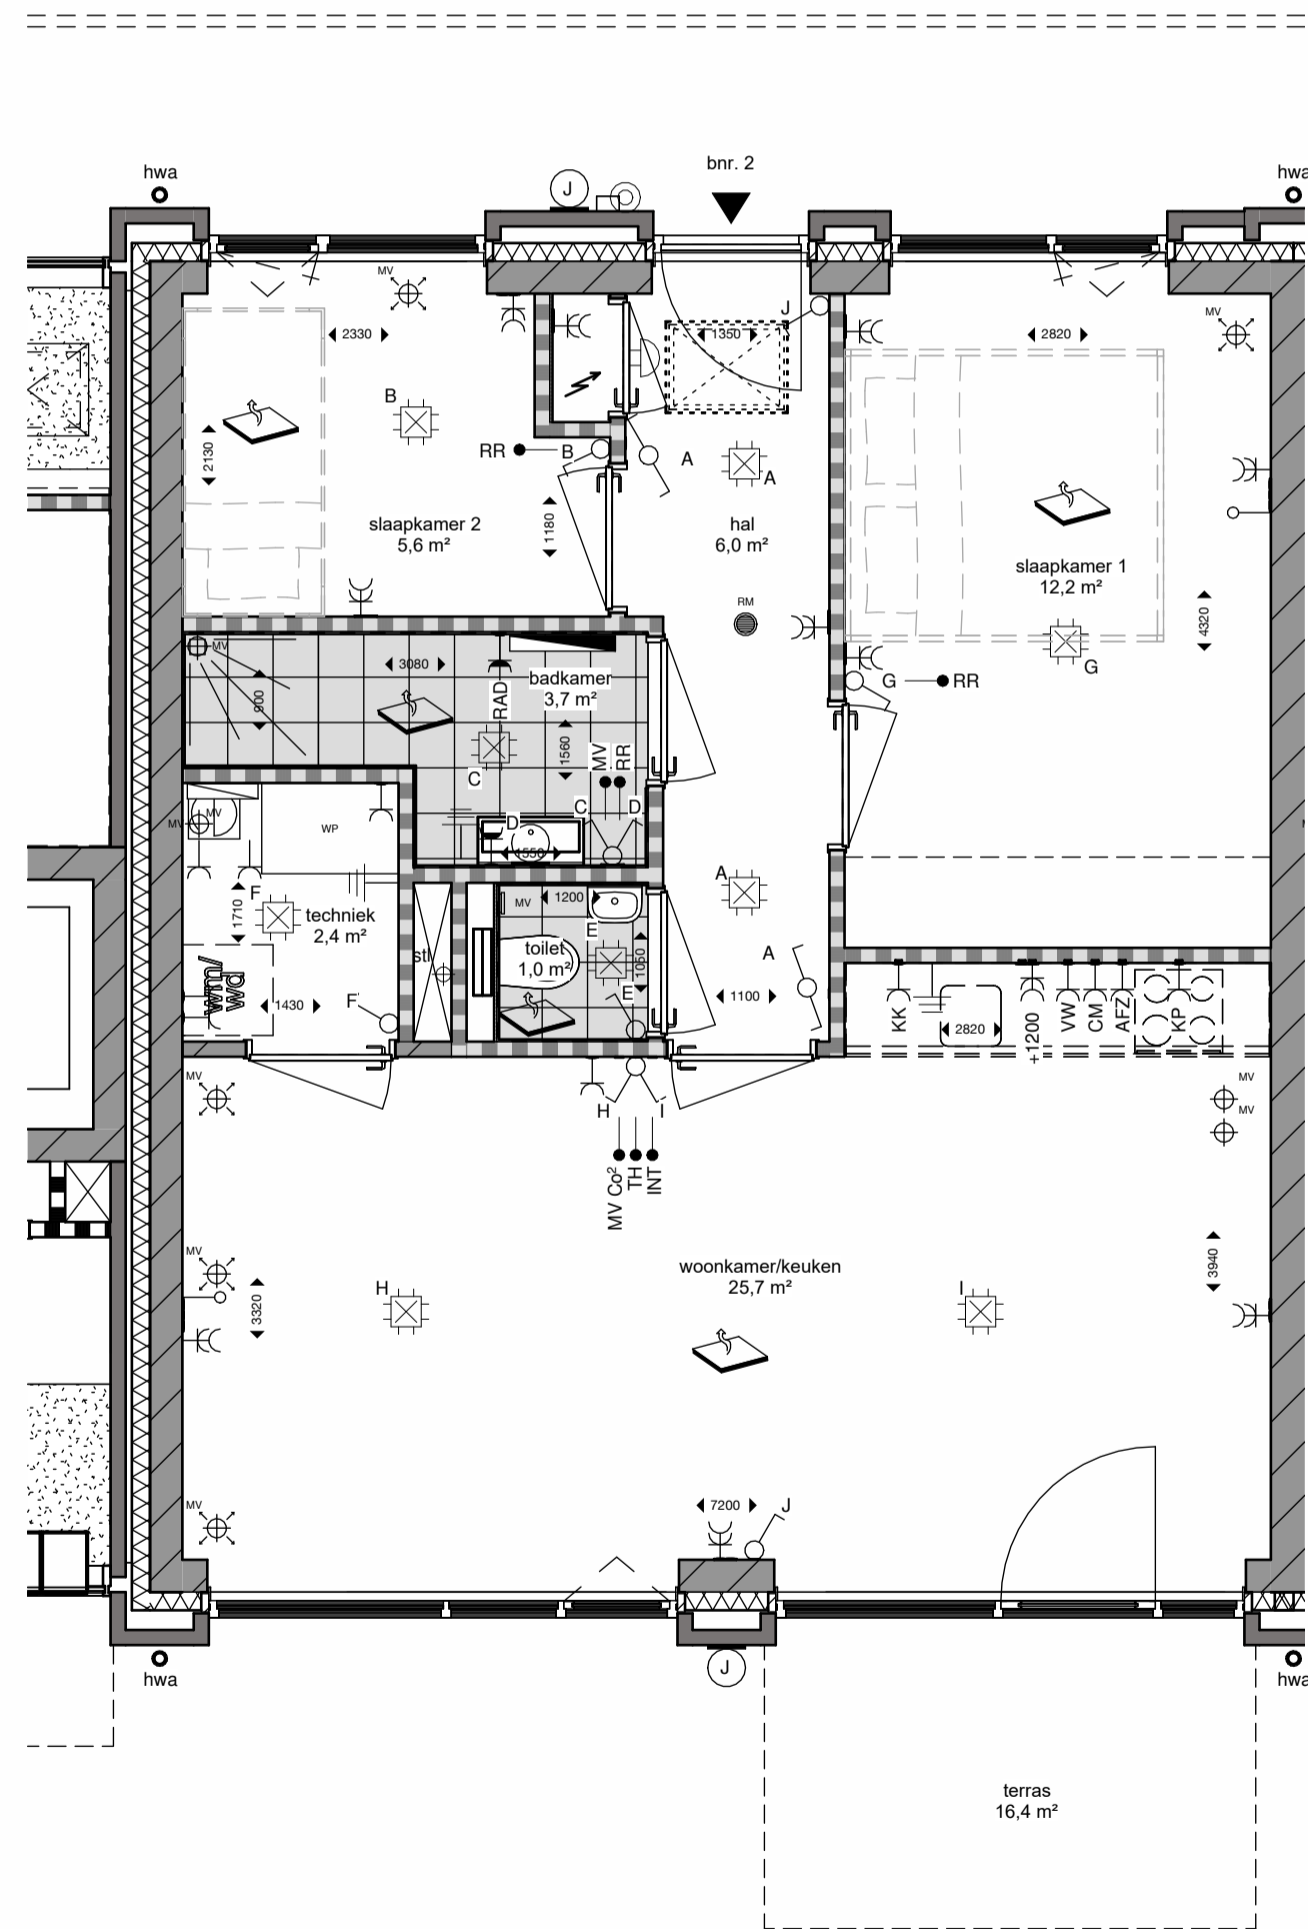 bnr. 2
hwa
hwa
J
MV
2330
1350
J
2820
MV
B
2130
RR
B
A
A
1180
slaapkamer 2
5,6 m²
hal
6,0 m²
slaapkamer 1
12,2 m²
RM
4320
G
G
RR
MV
3080
badkamer
3,7 m²
900
RAD
1560
MV
RR
C
C
D
D
1550
MV
MV
WP
F
1710
techniek
2,4 m²
A
MV
1200
E
stl
toilet
1,0 m²
1050
E
A
wm/
wd
1430
F
1100
KK
2820
+1200
VW
CM
AFZ
KP
MV
MV
MV
H
I
MV Co²
TH
INT
MV
3940
woonkamer/keuken
25,7 m²
H
I
3320
MV
7200
J
J
hwa
hwa
terras
16,4 m²